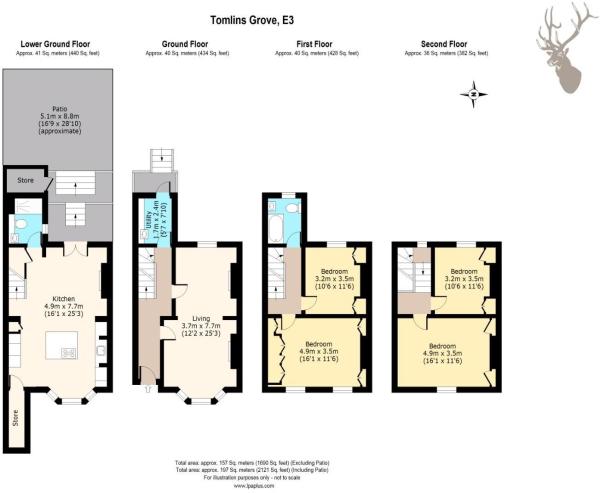 Tomlins Grove, E3
Lower Ground Floor
Approx. 41 Sq. meters (440 Sq. feet)
Ground Floor
Approx. 40 Sq. meters (434 Sq. feet)
First Floor
Approx. 40 Sq. meters (428 Sq. feet)
Second Floor
Approx. 36 Sq. meters (382 Sq. feet)
Patio
5.1m x 8.8m
(16'9 x 28'10)
(approximate)
N
Store
Utility
.7m x 2.4m
(5'7 x 7'10)
Kitchen
4.9m x 7.7m
(16'1 x 25'3)
Living
3.7m x 7.7m
(12'2 x 25'3)
Bedroom
3.2m x 3.5m
(10'6 x 11'6)
Bedroom
4.9m x 3.5m
(16'1 x 11'6)
Bedroom
3.2m x 3.5m
(10'6 x 11'6)
Bedroom
4.9m x 3.5m
(16'1 x 11'6)
Store
Total area: approx. 157 Sq. meters (1690 Sq. feet) (Excluding Patio)
Total area: approx. 197 Sq. meters (2121 Sq. feet) (Including Patio)
For illustration purposes only - not to scale
www.lpaplus.com